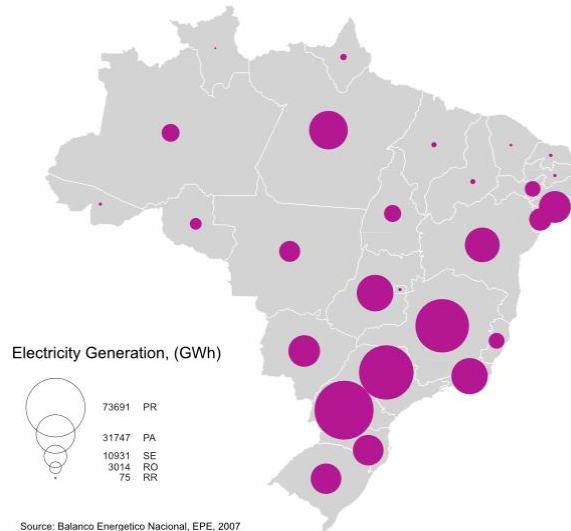 Electricity Generation, (GWh)
73691 PR
31747 PA
10931 SE
3014 RO
75 RR
Source: Balanco Energetico Nacional, EPE, 2007